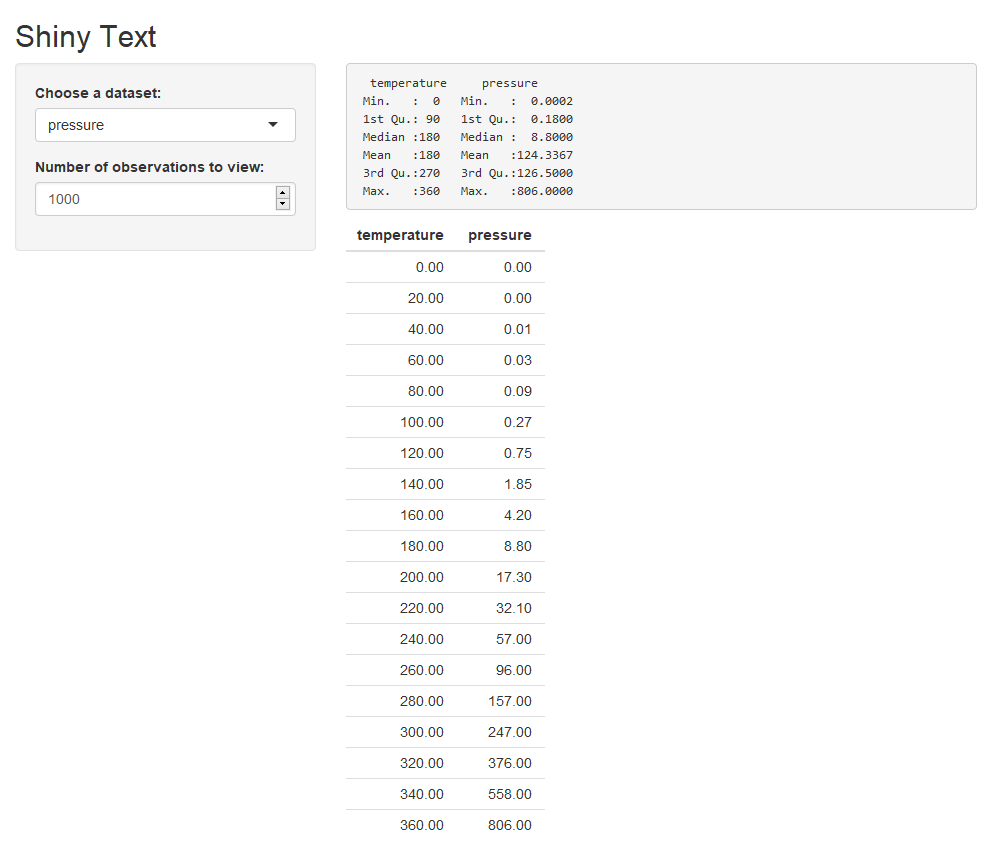 Shiny Text
Choose a dataset:
pressure
Number of observations to view:
1000
temperature pressure
Min. : 0 Min. : 0.0002
1st Qu.: 90 1st Qu.: 0.1800
Median :180 Median : 8.8000
Mean :180 Mean :124.3367
3rd Qu.:270 3rd Qu.:126.5000
Max. :360 Max. :806.0000
temperature pressure
0.00 0.00
20.00 0.00
40.00 0.01
60.00 0.03
80.00 0.09
100.00 0.27
120.00 0.75
140.00 1.85
160.00 4.20
180.00 8.80
200.00 17.30
220.00 32.10
240.00 57.00
260.00 96.00
280.00 157.00
300.00 247.00
320.00 376.00
340.00 558.00
360.00 806.00